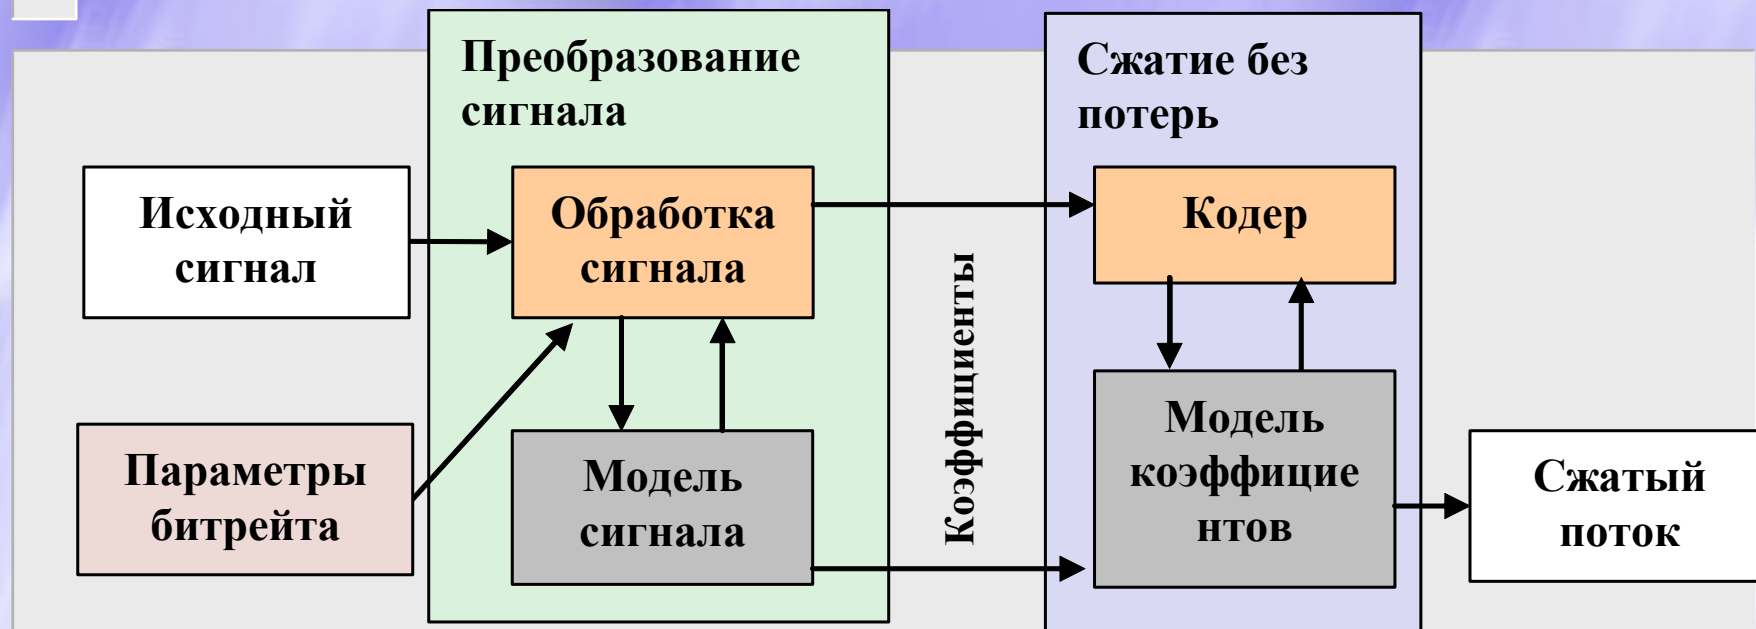 Преобразование
сигнала
Сжатие без
потерь
Исходный
сигнал
Обработка
сигнала
Кодер
Коэффициенты
Параметры
битрейта
Модель
сигнала
Модель
коэффицие
нтов
Сжатый
поток